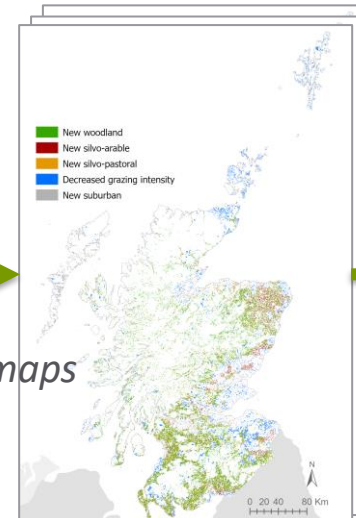 New woodland
New silvo-arable
New silvo-pastoral
Decreased grazing intensity
New suburban
maps
N
0 20 40 80 Km